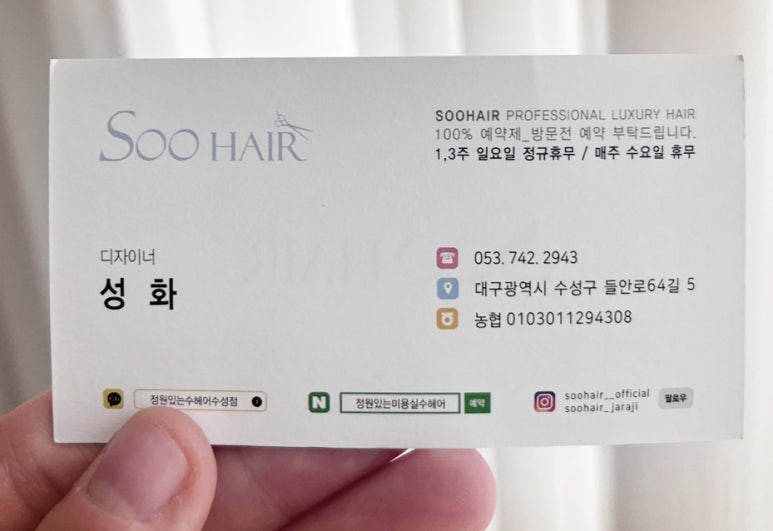 SOO HAIR
SOOHAIR PROFESSIONAL LUXURY HAIR
100% 예약제_방문전 예약 부탁드립니다.
1,3주 일요일 정규휴무 / 매주 수요일 휴무
디자이너
성 화
053. 742. 2943
대구광역시 수성구 들안로64길 5
농협 0103011294308
정원있는수헤어수성점
N 정원있는미용실수헤어 예약
soohair__official
soohair_jaraji
팔로우